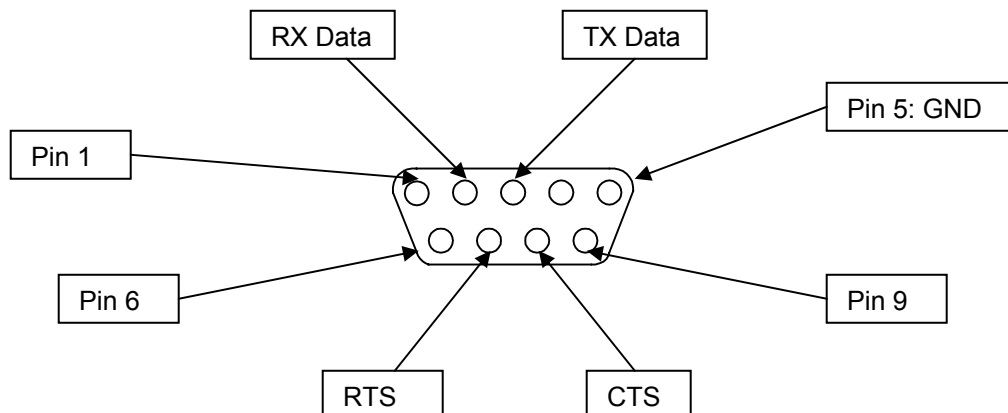 RX Data
TX Data
Pin 5: GND
Pin 1
Pin 6
Pin 9
RTS
CTS